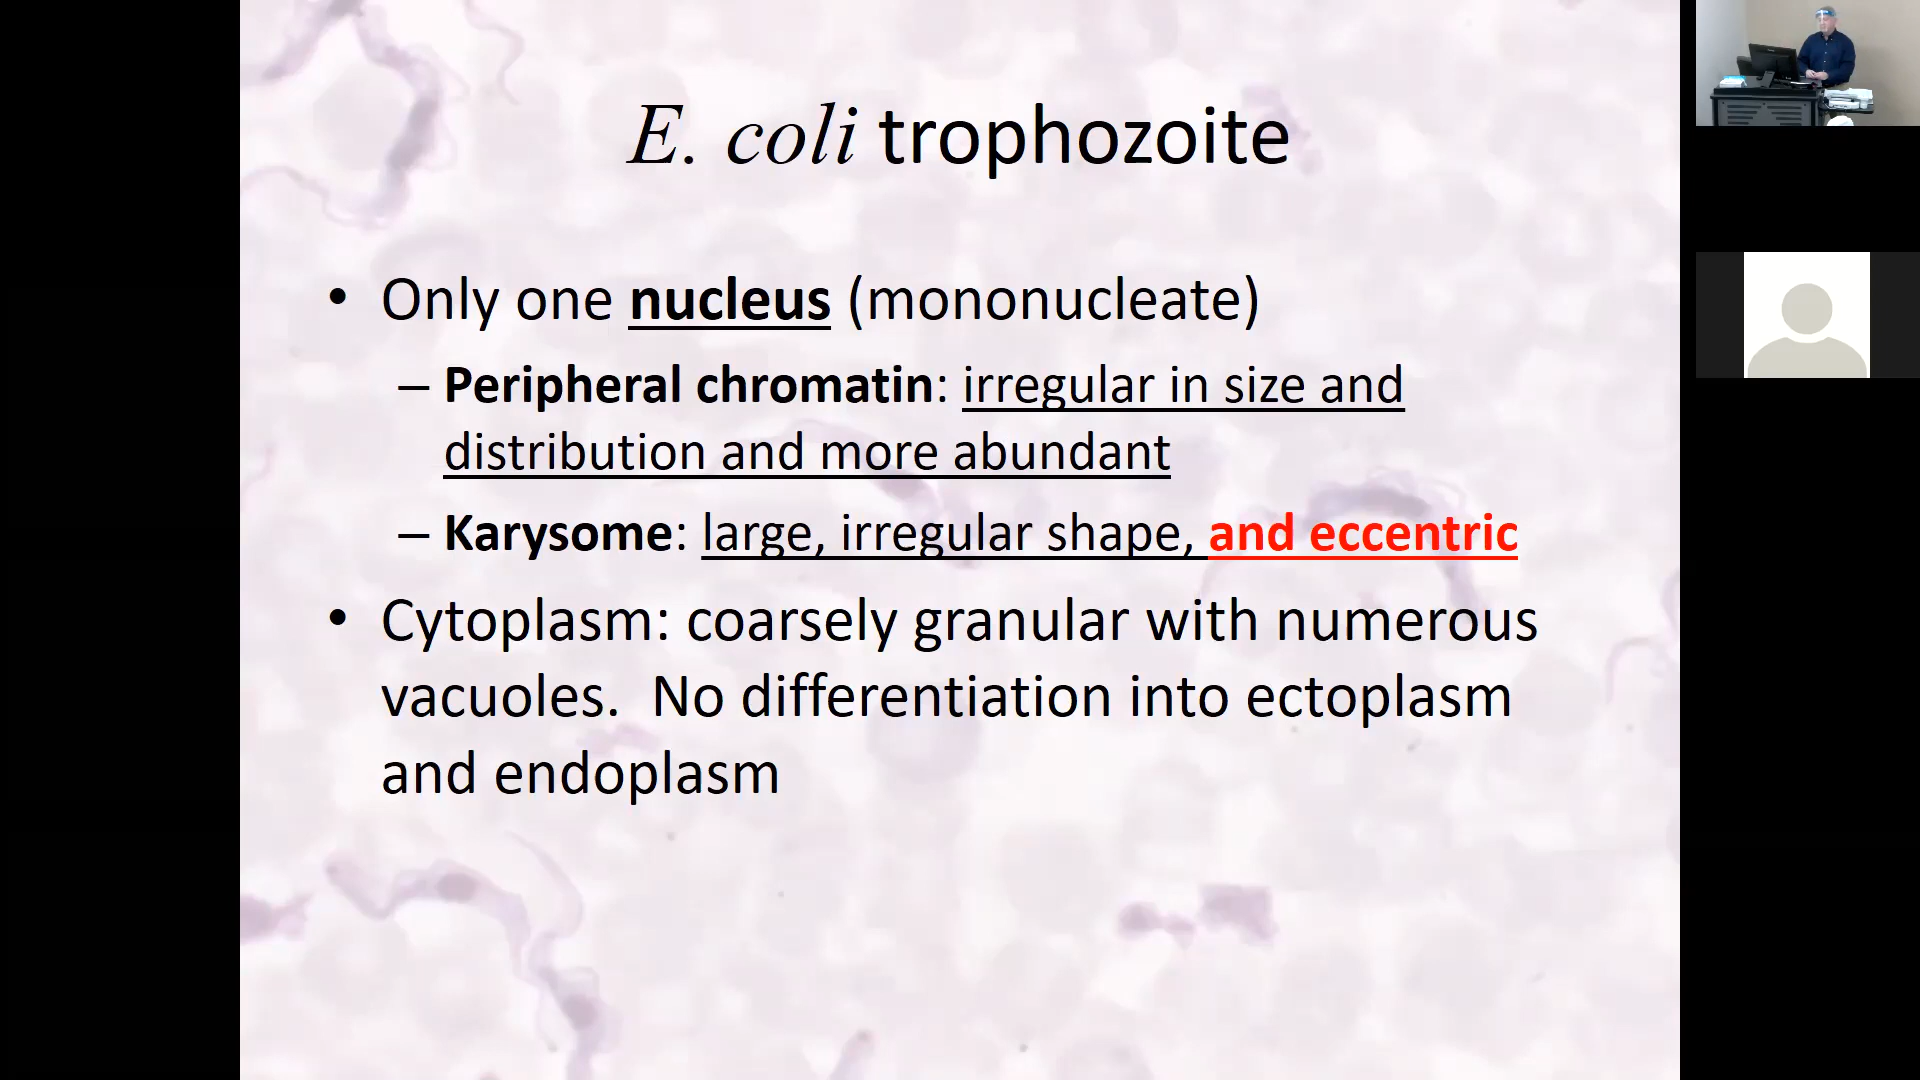 E. coli trophozoite
• Only one nucleus (mononucleate)
– Peripheral chromatin: irregular in size and
distribution and more abundant
– Karysome: large, irregular shape, and eccentric
• Cytoplasm: coarsely granular with numerous
vacuoles. No differentiation into ectoplasm
and endoplasm